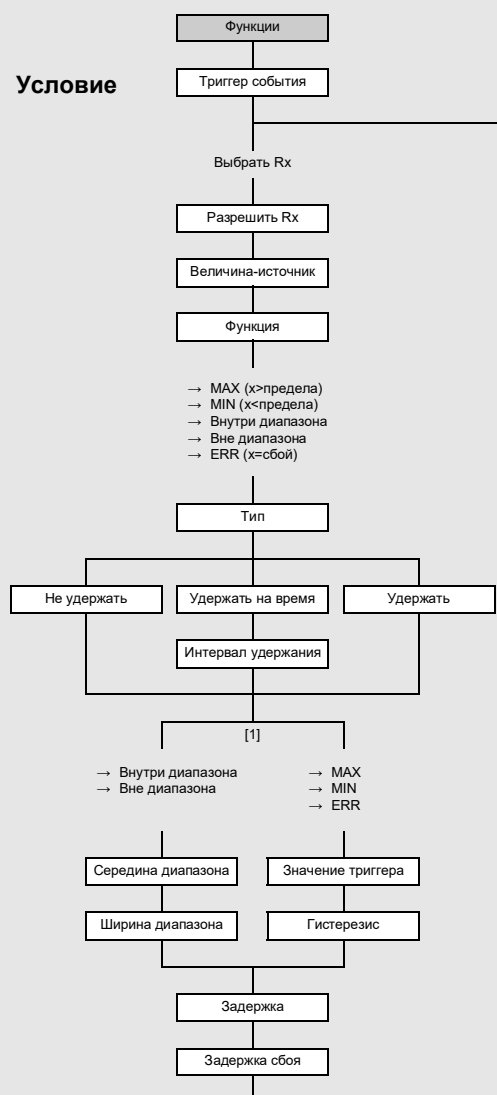 Функции
Условие
Триггер события
Выбрать Rx
Разрешить Rx
Величина-источник
Функция
→ MAX (x>предела)
→ MIN (x<предела)
→ Внутри диапазона
→ Вне диапазона
→ ERR (x=сбой)
Тип
Не удержать
Удержать на время
Удержать
Интервал удержания
[1]
→ Внутри диапазона
→ Вне диапазона
→ MAX
→ MIN
→ ERR
Середина диапазона
Значение триггера
Ширина диапазона
Гистерезис
Задержка
Задержка сбоя